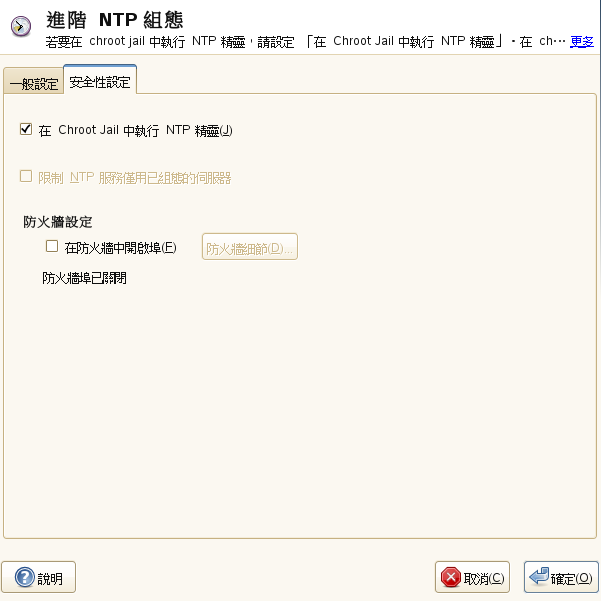 進階 NTP 組態
若要在 chroot jail 中執行 NTP 精靈，請設定 「在 Chroot Jail 中執行 NTP 精靈」。在 ch… 更多
一般設定 安全性設定
在 Chroot Jail 中執行 NTP 精靈(J)
限制 NTP 服務僅用已組態的伺服器
防火牆設定
在防火牆中開啟埠(F) 防火牆細節(D)...
防火牆埠已關閉
說明 取消(C) 確定(O)